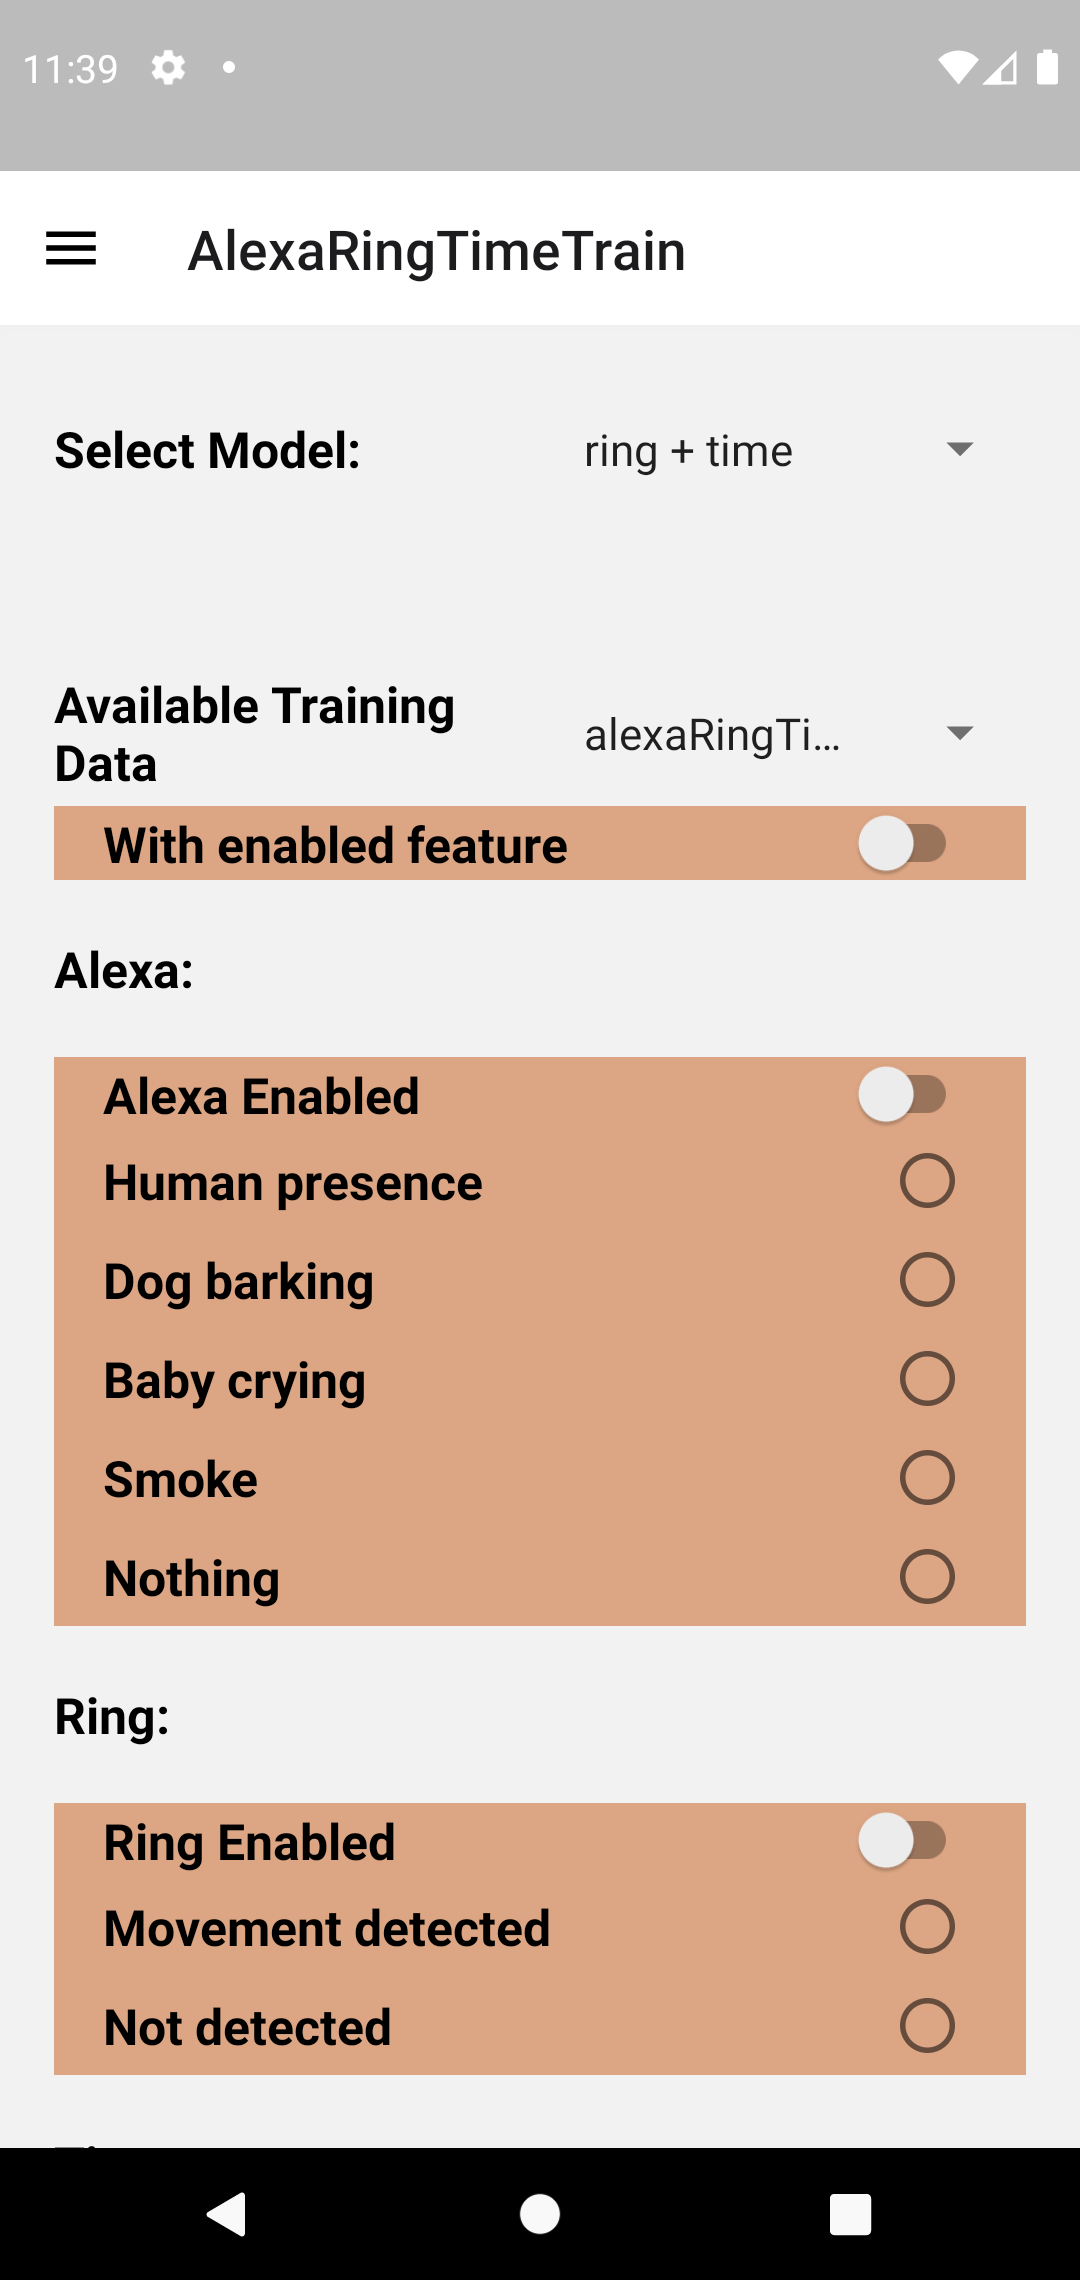 11:39
AlexaRingTimeTrain
Select Model:
ring + time
Available Training
Data
alexaRingTi...
With enabled feature
Alexa:
Alexa Enabled
Human presence
Dog barking
Baby crying
Smoke
Nothing
Ring:
Ring Enabled
Movement detected
Not detected